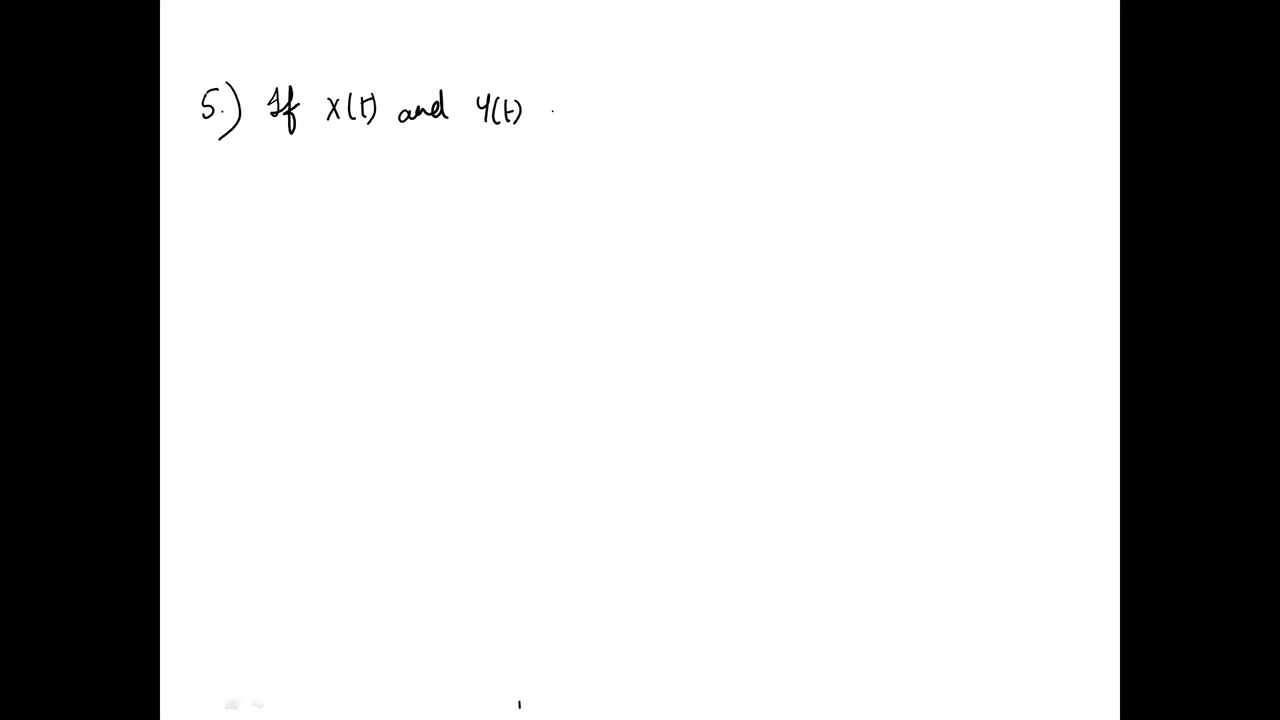 5.) If X(t) and Y(t)